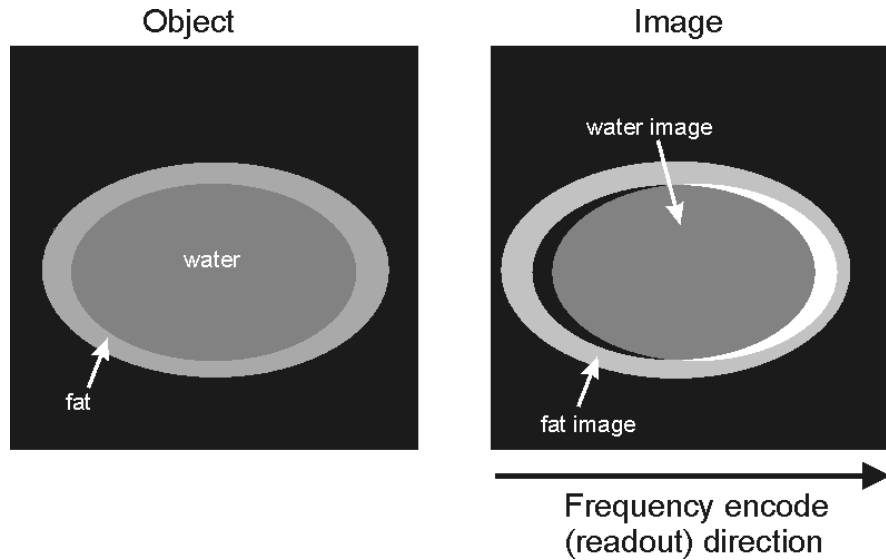 Object
Image
water image
water
fat
fat image
Frequency encode
(readout) direction